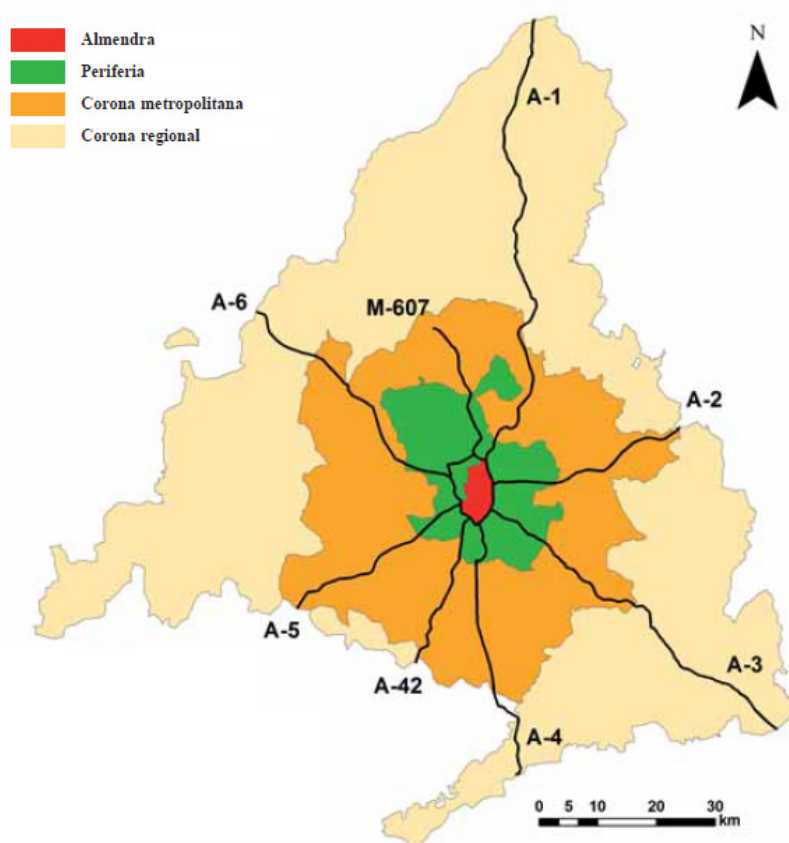 Almendra
Periferia
Corona metropolitana
Corona regional
N
A-1
A-6
M-607
A-2
A-5
A-42
A-3
A-4
0 5 10 20 30
km